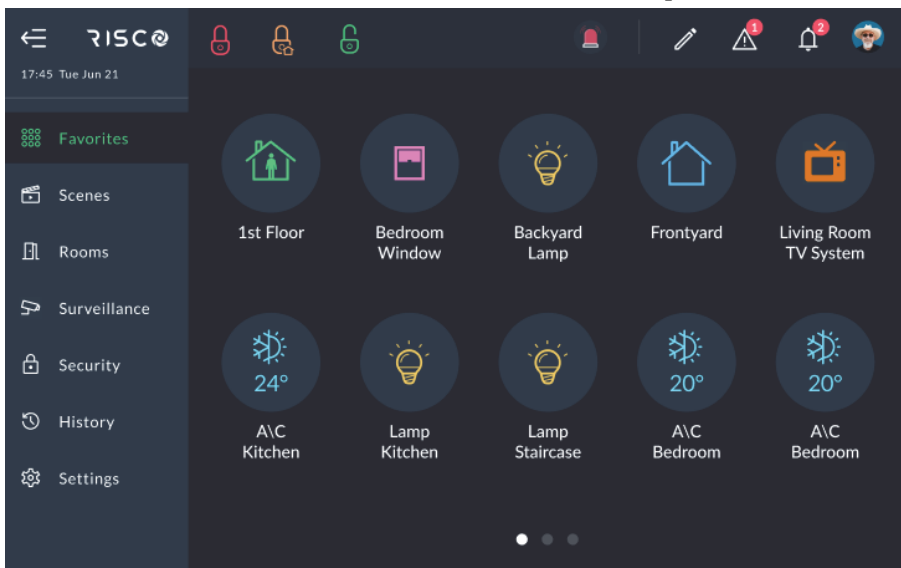 RISCO
1
2
17:45 Tue Jun 21
Favorites
Scenes
Rooms
Surveillance
Security
History
Settings
1st Floor
Bedroom
Window
Backyard
Lamp
Frontyard
Living Room
TV System
24°
A\C
Kitchen
Lamp
Kitchen
Lamp
Staircase
20°
A\C
Bedroom
20°
A\C
Bedroom